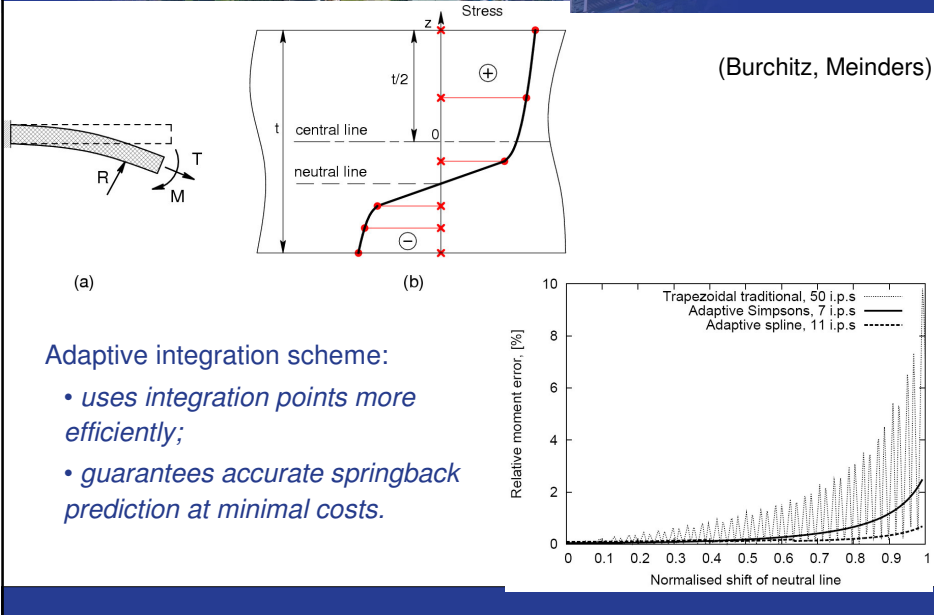 Stress
z
(Burchitz, Meinders)
t/2
+
t
central line
0
neutral line
T
R
M
−
(a)
(b)
Adaptive integration scheme:
• uses integration points more
efficiently;
• guarantees accurate springback
prediction at minimal costs.
Trapezoidal traditional, 50 i.p.s
Adaptive Simpsons, 7 i.p.s
Adaptive spline, 11 i.p.s
Relative moment error, [%]
10
8
6
4
2
0
0 0.1 0.2 0.3 0.4 0.5 0.6 0.7 0.8 0.9 1
Normalised shift of neutral line